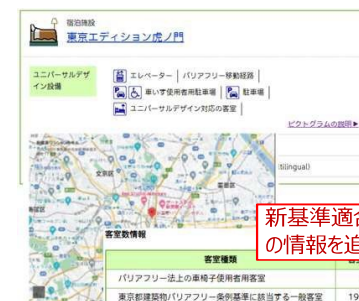 宿泊施設
東京エディション虎ノ門
ユニバーサルデザ
イン設備
エレベーター | バリアフリー移動経路
車いす使用者用駐車場 | 駐車場
ユニバーサルデザイン対応の客室
ピクトグラムの説明▶
tilingual)
文京区
新基準適合
の情報を追
客室数情報
客室種類
バリアフリー法上の車椅子使用者用客室
東京都建築物バリアフリー条例基準に該当する一般客室
19